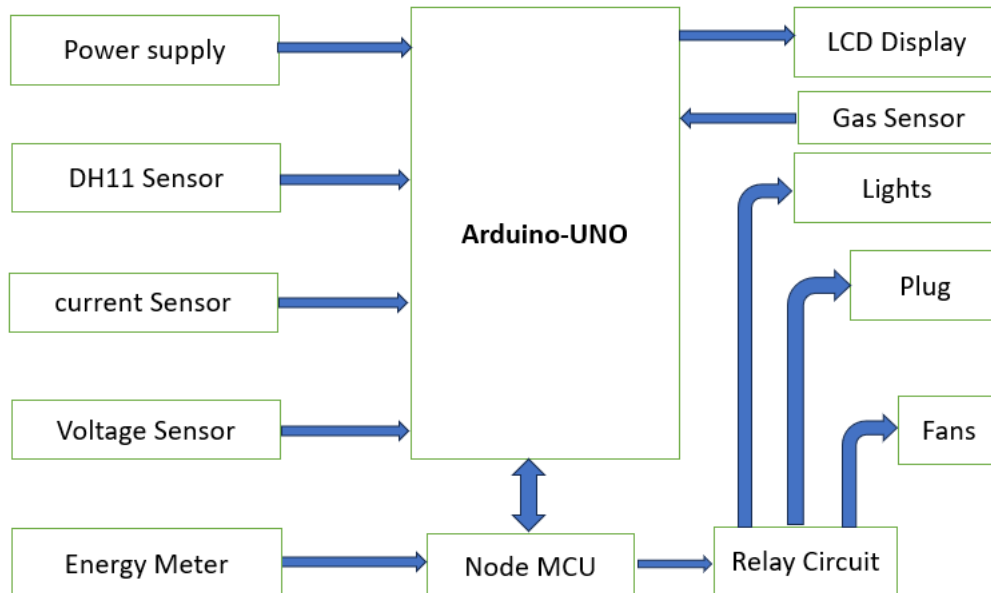 Power supply
LCD Display
Gas Sensor
DH11 Sensor
Lights
Arduino-UNO
Plug
current Sensor
Voltage Sensor
Fans
Energy Meter
Node MCU
Relay Circuit